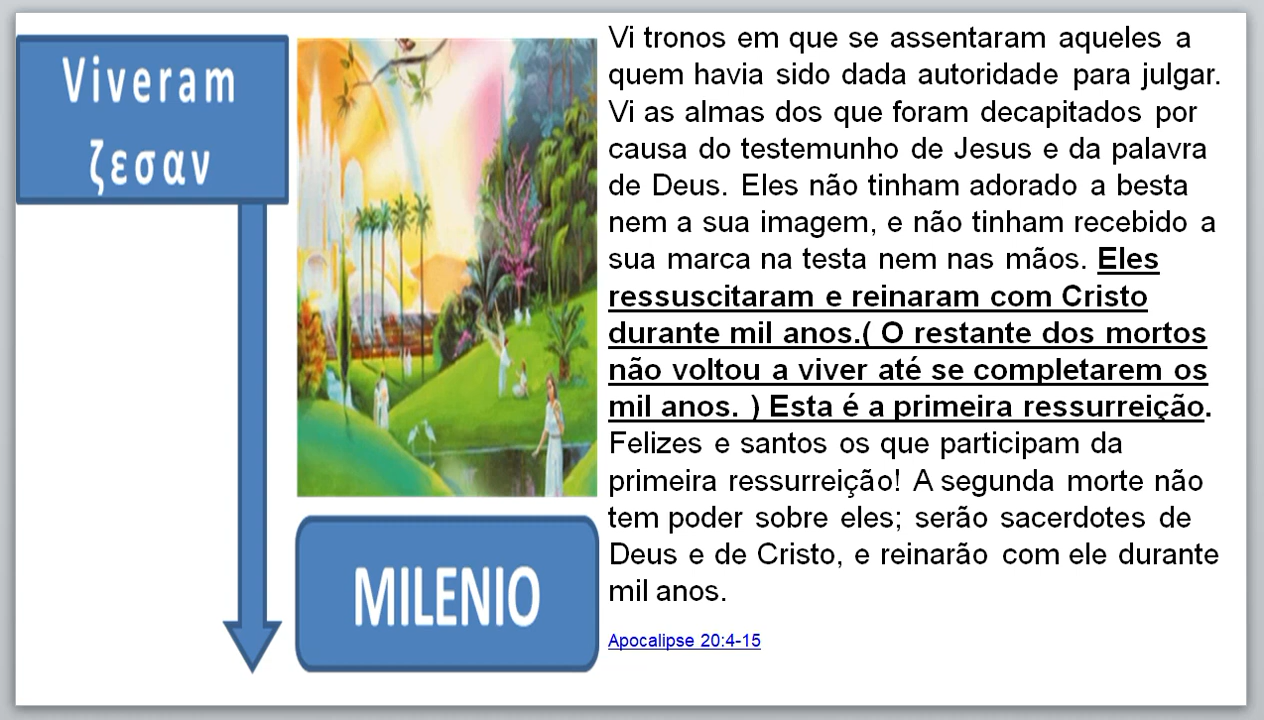 Viveram
ζεσαν
MILENIO
Vi tronos em que se assentaram aqueles a
quem havia sido dada autoridade para julgar.
Vi as almas dos que foram decapitados por
causa do testemunho de Jesus e da palavra
de Deus. Eles não tinham adorado a besta
nem a sua imagem, e não tinham recebido a
sua marca na testa nem nas mãos. Eles
ressuscitaram e reinaram com Cristo
durante mil anos.( O restante dos mortos
não voltou a viver até se completarem os
mil anos. ) Esta é a primeira ressurreição.
Felizes e santos os que participam da
primeira ressurreição! A segunda morte não
tem poder sobre eles; serão sacerdotes de
Deus e de Cristo, e reinarão com ele durante
mil anos.
Apocalipse 20:4-15